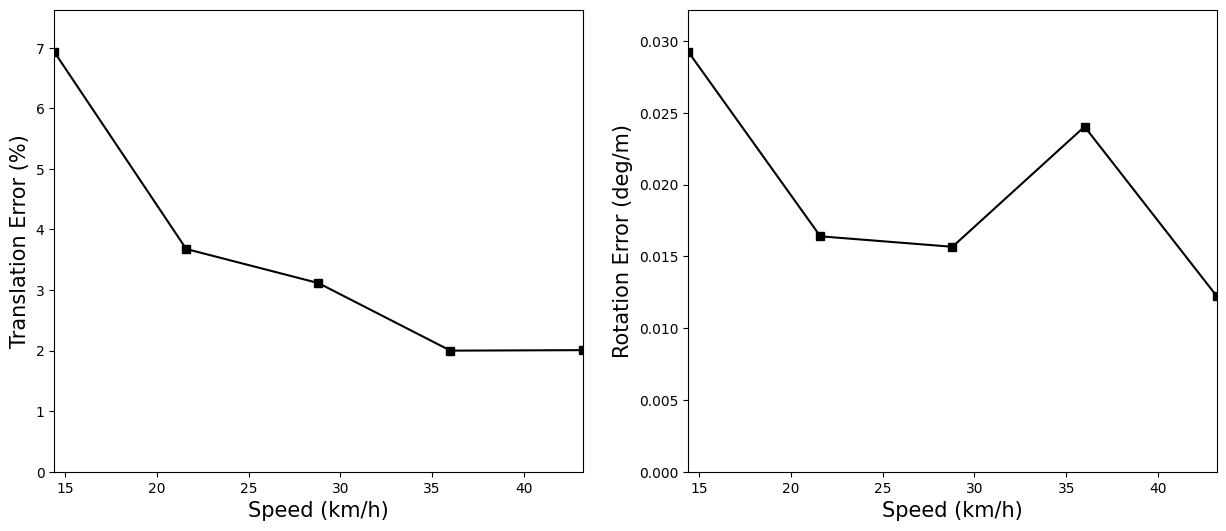 Translation Error (%)
7
6
5
4
3
2
1
0
15 20 25 30 35 40
Speed (km/h)
Rotation Error (deg/m)
0.030
0.025
0.020
0.015
0.010
0.005
0.000
15 20 25 30 35 40
Speed (km/h)